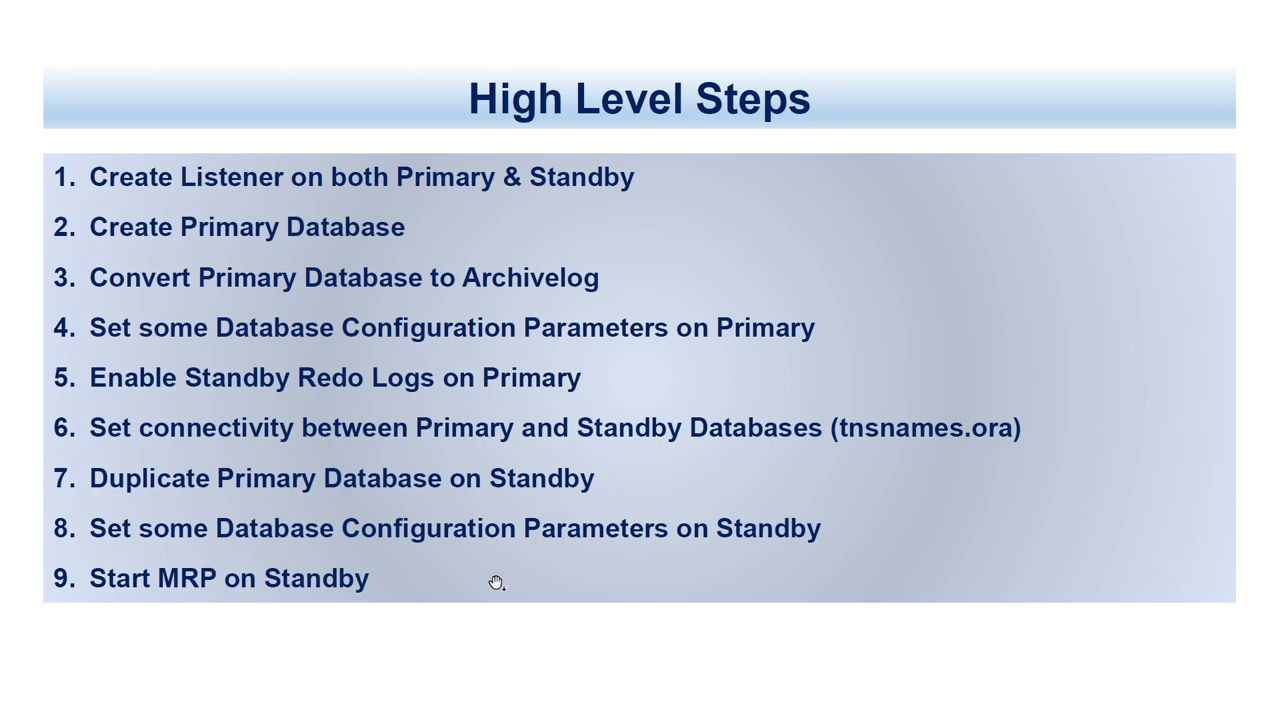 High Level Steps
1. Create Listener on both Primary & Standby
2. Create Primary Database
3. Convert Primary Database to Archivelog
4. Set some Database Configuration Parameters on Primary
5. Enable Standby Redo Logs on Primary
6. Set connectivity between Primary and Standby Databases (tnsnames.ora)
7. Duplicate Primary Database on Standby
8. Set some Database Configuration Parameters on Standby
9. Start MRP on Standby